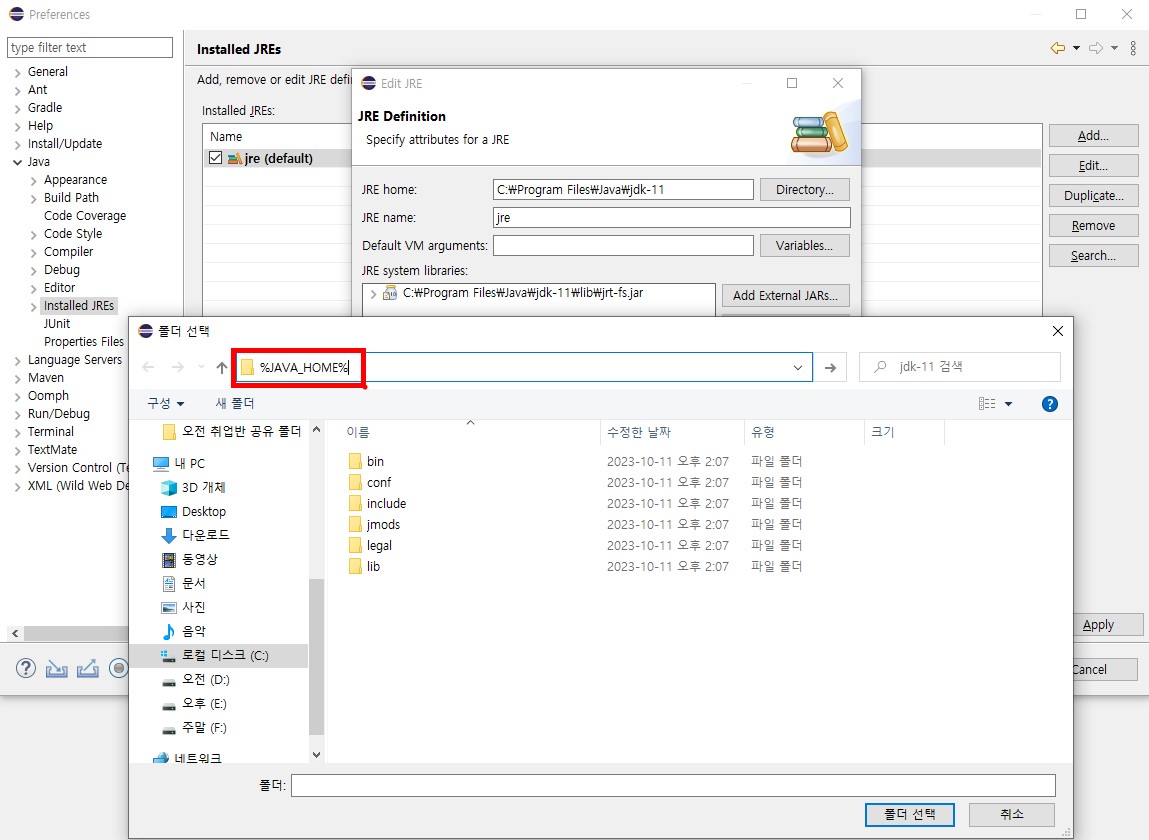 Preferences
type filter text
General
Ant
Gradle
Help
Install/Update
Java
Appearance
Build Path
Code Coverage
Code Style
Compiler
Debug
Editor
Installed JREs
JUnit
Properties Files
Language Servers
Maven
Oomph
Run/Debug
Terminal
TextMate
Version Control (Te
XML (Wild Web De
Installed JREs
Add, remove or edit JRE defi
Installed JREs:
Name
jre (default)
Add...
Edit...
Duplicate...
Remove
Search...
Apply
Cancel
Edit JRE
JRE Definition
Specify attributes for a JRE
JRE home: C:₩Program Files₩Java₩jdk-11 Directory...
JRE name: jre
Default VM arguments: Variables...
JRE system libraries:
C:₩Program Files₩Java₩jdk-11₩lib₩jrt-fs.jar Add External JARs...
폴더 선택
%JAVA_HOME% jdk-11 검색
구성 새 폴더
오전 취업반 공유 폴더
내 PC
3D 개체
Desktop
다운로드
동영상
문서
사진
음악
로컬 디스크 (C:)
오전 (D:)
오후 (E:)
주말 (F:)
네트워크
이름 수정한 날짜 유형 크기
bin 2023-10-11 오후 2:07 파일 폴더
conf 2023-10-11 오후 2:07 파일 폴더
include 2023-10-11 오후 2:07 파일 폴더
jmods 2023-10-11 오후 2:07 파일 폴더
legal 2023-10-11 오후 2:07 파일 폴더
lib 2023-10-11 오후 2:07 파일 폴더
폴더:
폴더 선택 취소